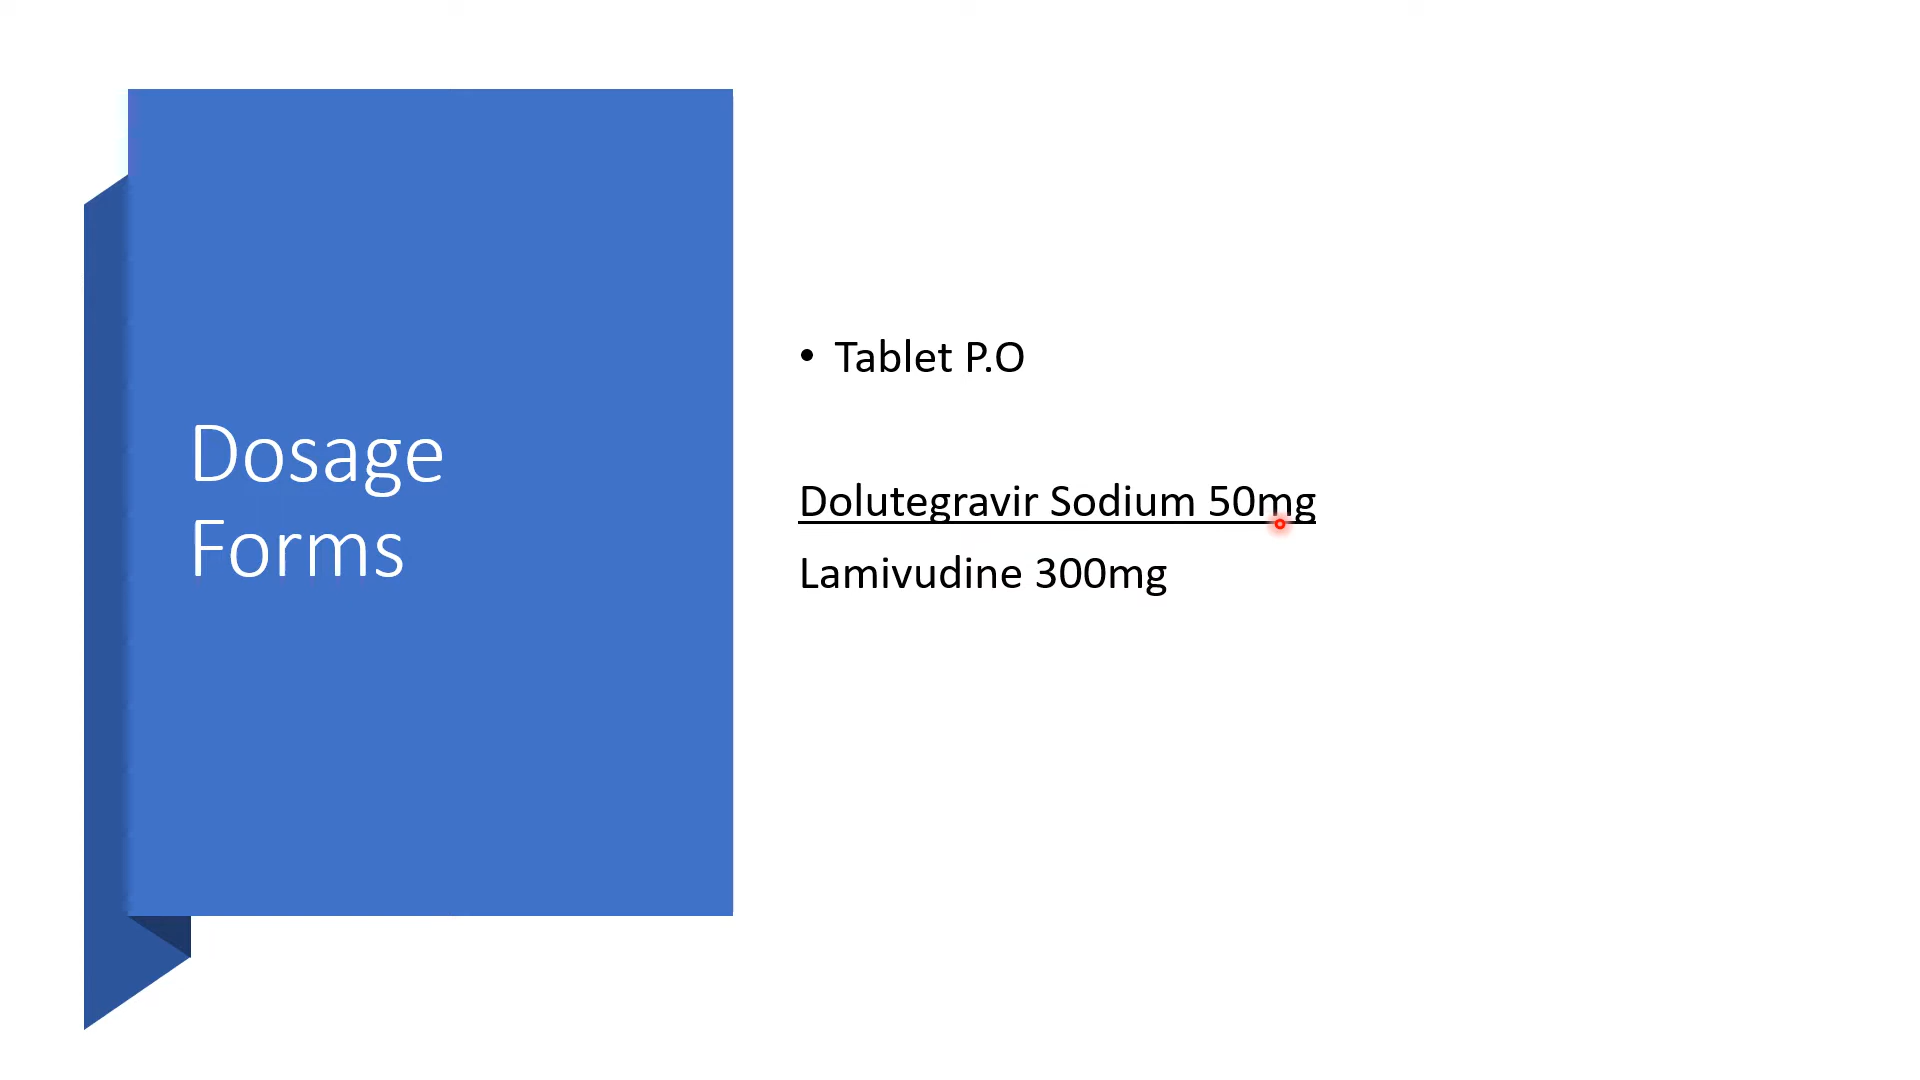 Dosage
Forms
• Tablet P.O
Dolutegravir Sodium 50mg
Lamivudine 300mg